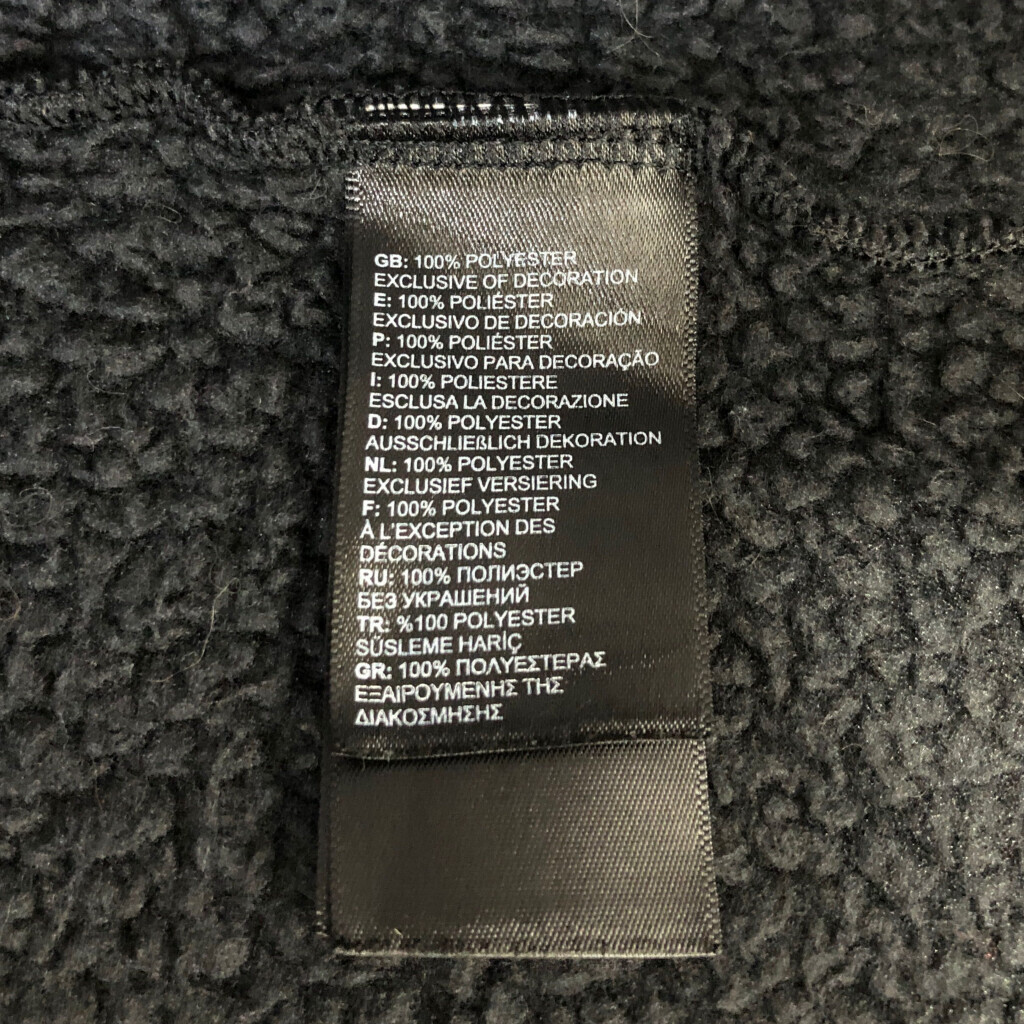 GB: 100% POLYESTER
EXCLUSIVE OF DECORATION
E: 100% POLIÉSTER
EXCLUSIVO DE DECORACIÓN
P: 100% POLIÉSTER
EXCLUSIVO PARA DECORAÇÃO
I: 100% POLIESTERE
ESCLUSA LA DECORAZIONE
D: 100% POLYESTER
AUSSCHLIEßLICH DEKORATION
NL: 100% POLYESTER
EXCLUSIEF VERSIERING
F: 100% POLYESTER
À L'EXCEPTION DES
DÉCORATIONS
RU: 100% ПОЛИЭСТЕР
БЕЗ УКРАШЕНИЙ
TR: %100 POLYESTER
SÜSLEME HARİÇ
GR: 100% ΠΟΛΥΕΣΤΕΡΑΣ
ΕΞΑΙΡΟΥΜΕΝΗΣ ΤΗΣ
ΔΙΑΚΟΣΜΗΣΗΣ